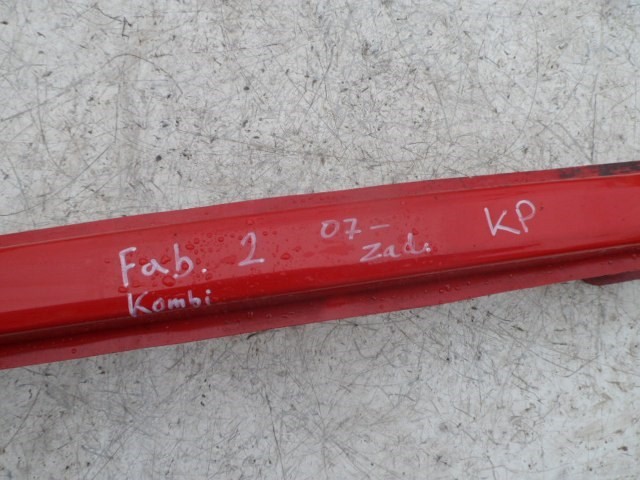 Fab. 2 07- KP
Kombi zad.